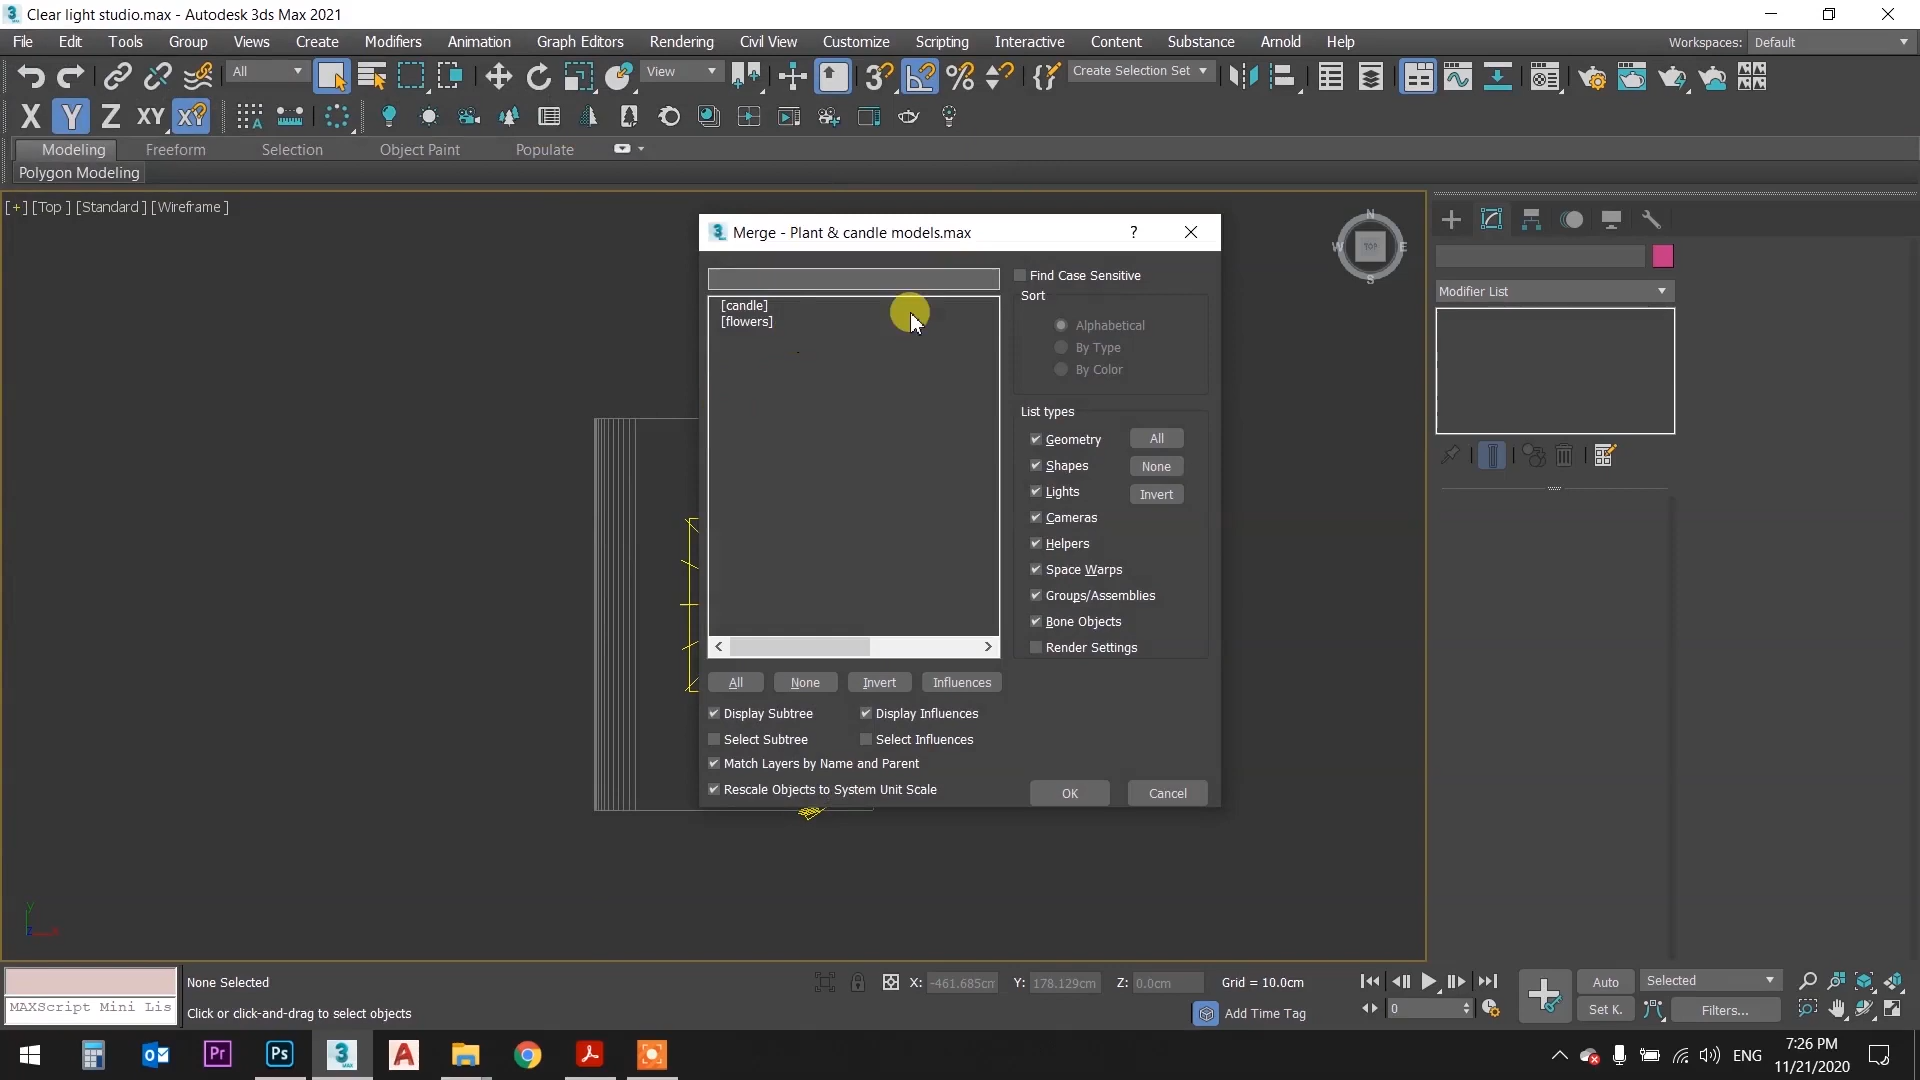 Clear light studio.max - Autodesk 3ds Max 2021
File Edit Tools Group Views Create Modifiers Animation Graph Editors Rendering Civil View Customize Scripting Interactive Content Substance Arnold Help Workspaces: Default
All View Create Selection Set
X Y Z XY
Modeling Freeform Selection Object Paint Populate
Polygon Modeling
[+] [Top ] [Standard ] [Wireframe ]
N
W TOP E
S
Merge - Plant & candle models.max ?
Find Case Sensitive
[candle]
[flowers]
Sort
Alphabetical
By Type
By Color
List types
Geometry All
Shapes None
Lights Invert
Cameras
Helpers
Space Warps
Groups/Assemblies
Bone Objects
Render Settings
All None Invert Influences
Display Subtree Display Influences
Select Subtree Select Influences
Match Layers by Name and Parent
Rescale Objects to System Unit Scale
OK Cancel
Modifier List
y
z x
None Selected
X: -461.685cm Y: 178.129cm Z: 0.0cm Grid = 10.0cm
Auto Selected
MAXScript Mini Lis
Click or click-and-drag to select objects
Add Time Tag
0
Set K. Filters...
ENG
7:26 PM
11/21/2020